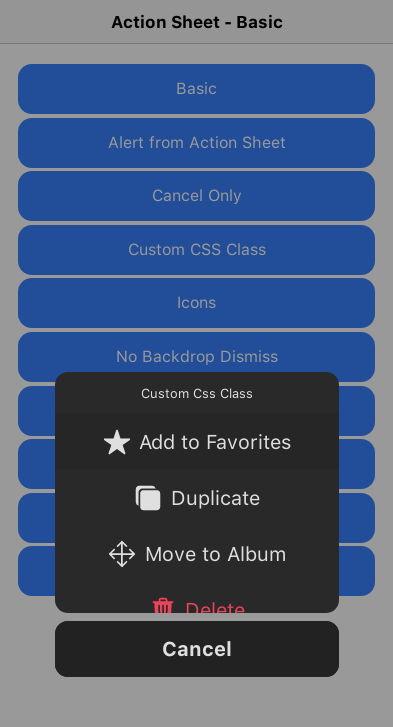 Action Sheet - Basic
Basic
Alert from Action Sheet
Cancel Only
Custom CSS Class
Icons
No Backdrop Dismiss
Custom Css Class
Add to Favorites
Duplicate
Move to Album
Delete
Cancel